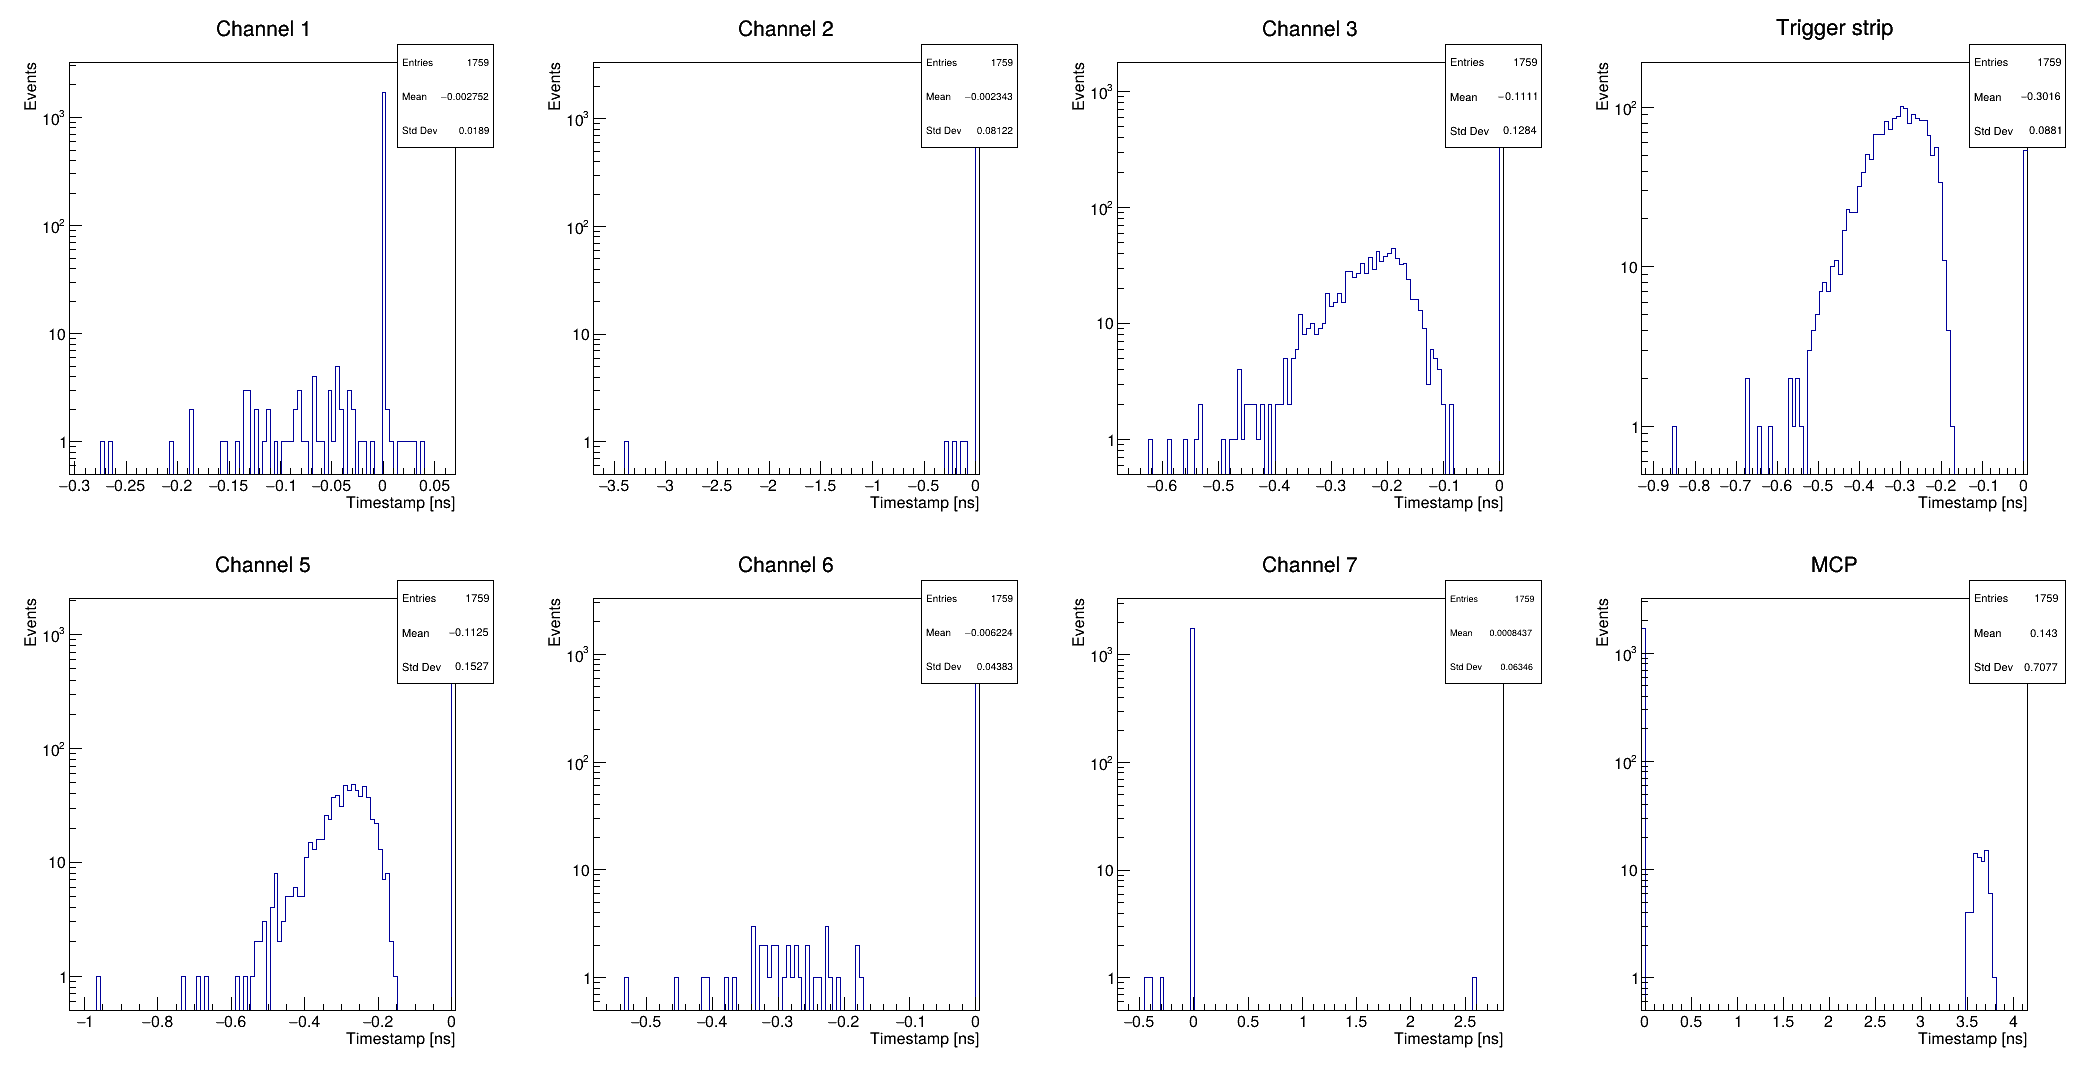 Channel 1
Events
Entries 1759
Mean −0.002752
Std Dev 0.0189
10³
10²
10
1
−0.3 −0.25 −0.2 −0.15 −0.1 −0.05 0 0.05
Timestamp [ns]
Channel 2
Events
Entries 1759
Mean −0.002343
Std Dev 0.08122
10³
10²
10
1
−3.5 −3 −2.5 −2 −1.5 −1 −0.5 0
Timestamp [ns]
Channel 3
Events
Entries 1759
Mean −0.1111
Std Dev 0.1284
10³
10²
10
1
−0.6 −0.5 −0.4 −0.3 −0.2 −0.1 0
Timestamp [ns]
Trigger strip
Events
Entries 1759
Mean −0.3016
Std Dev 0.0881
10²
10
1
−0.9 −0.8 −0.7 −0.6 −0.5 −0.4 −0.3 −0.2 −0.1 0
Timestamp [ns]
Channel 5
Events
Entries 1759
Mean −0.1125
Std Dev 0.1527
10³
10²
10
1
−1 −0.8 −0.6 −0.4 −0.2 0
Timestamp [ns]
Channel 6
Events
Entries 1759
Mean −0.006224
Std Dev 0.04383
10³
10²
10
1
−0.5 −0.4 −0.3 −0.2 −0.1 0
Timestamp [ns]
Channel 7
Events
Entries 1759
Mean 0.0008437
Std Dev 0.06346
10³
10²
10
1
−0.5 0 0.5 1 1.5 2 2.5
Timestamp [ns]
MCP
Events
Entries 1759
Mean 0.143
Std Dev 0.7077
10³
10²
10
1
0 0.5 1 1.5 2 2.5 3 3.5 4
Timestamp [ns]